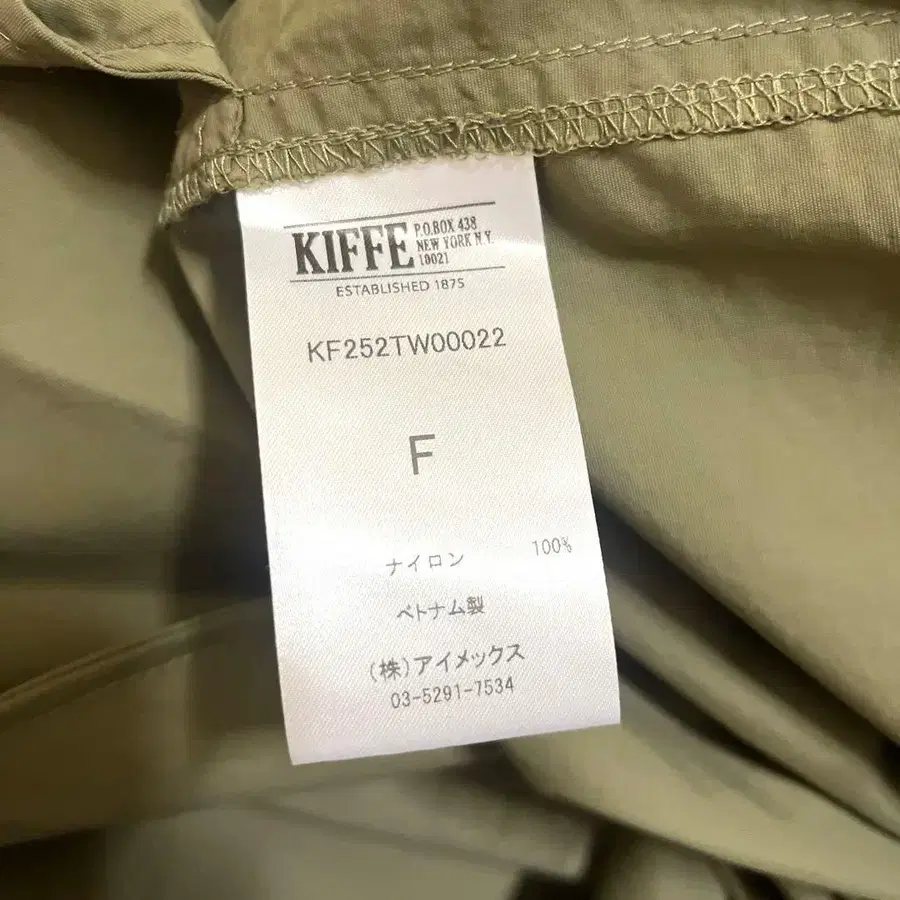 KIFFE
P.O.BOX 438
NEW YORK N.Y.
10021
ESTABLISHED 1875
KF252TW00022
F
ナイロン 100%
ベトナム製
(株)アイメックス
03-5291-7534